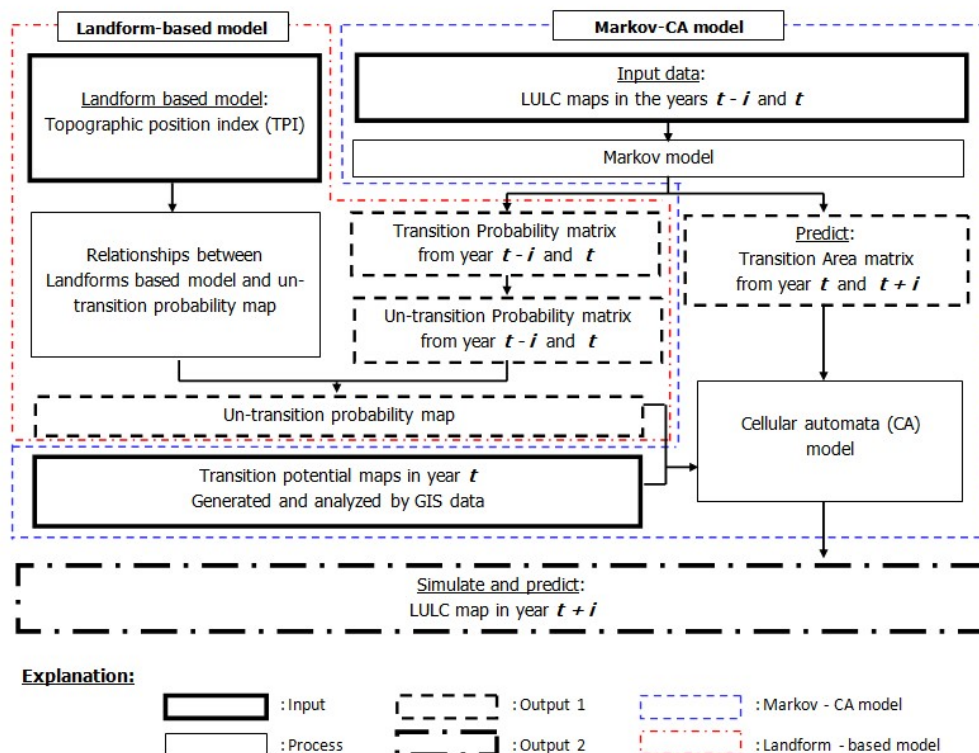 Landform-based model
Markov-CA model
Landform based model:
Topographic position index (TPI)
Input data:
LULC maps in the years t - i and t
Markov model
Relationships between
Landforms based model and un-
transition probability map
Transition Probability matrix
from year t - i and t
Un-transition Probability matrix
from year t - i and t
Predict:
Transition Area matrix
from year t and t + i
Un-transition probability map
Transition potential maps in year t
Generated and analyzed by GIS data
Cellular automata (CA)
model
Simulate and predict:
LULC map in year t + i
Explanation:
: Input
: Output 1
: Markov - CA model
: Process
: Output 2
: Landform - based model